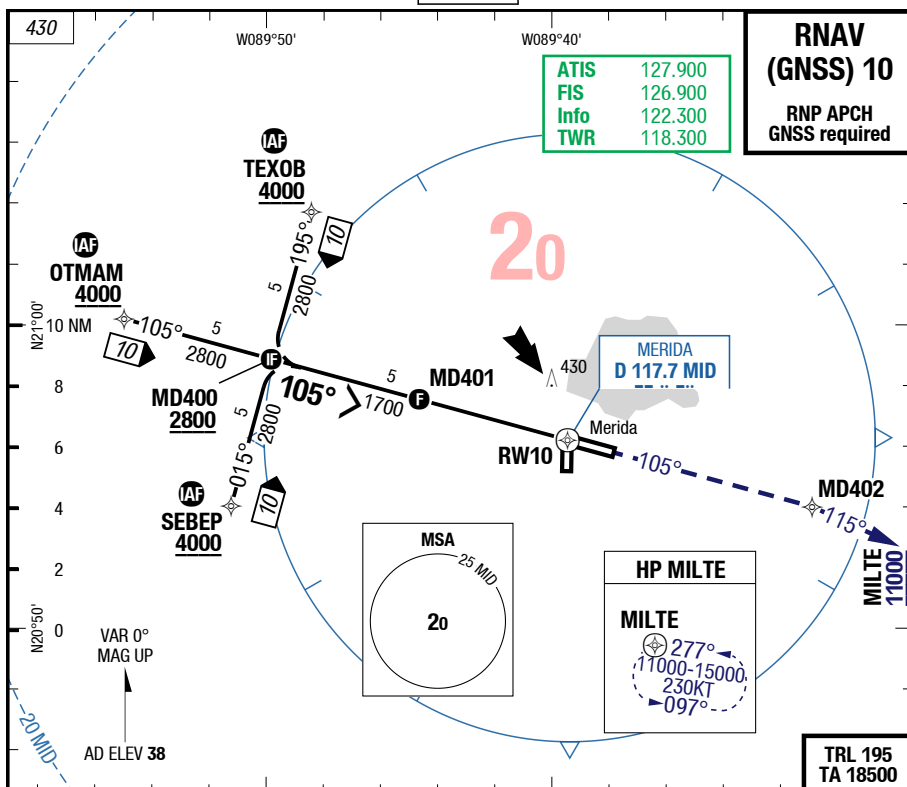 430
W089°50'
W089°40'
RNAV
(GNSS) 10
RNP APCH
GNSS required
ATIS 127.900
FIS 126.900
Info 122.300
TWR 118.300
IAF
TEXOB
4000
10
195°
5
2800
20
IAF
OTMAM
4000
N21°00'
10 NM
105°
5
2800
10
IF
MD400
2800
105°
5
1700
F
MD401
430
MERIDA
D 117.7 MID
Merida
RW10
105°
MD402
115°
MILTE
11000
8
6
4
2
0
N20°50'
5
2800
015°
10
IAF
SEBEP
4000
MSA
25 MID
20
HP MILTE
MILTE
277°
11000-15000
230KT
097°
VAR 0°
MAG UP
AD ELEV 38
20 MID
TRL 195
TA 18500